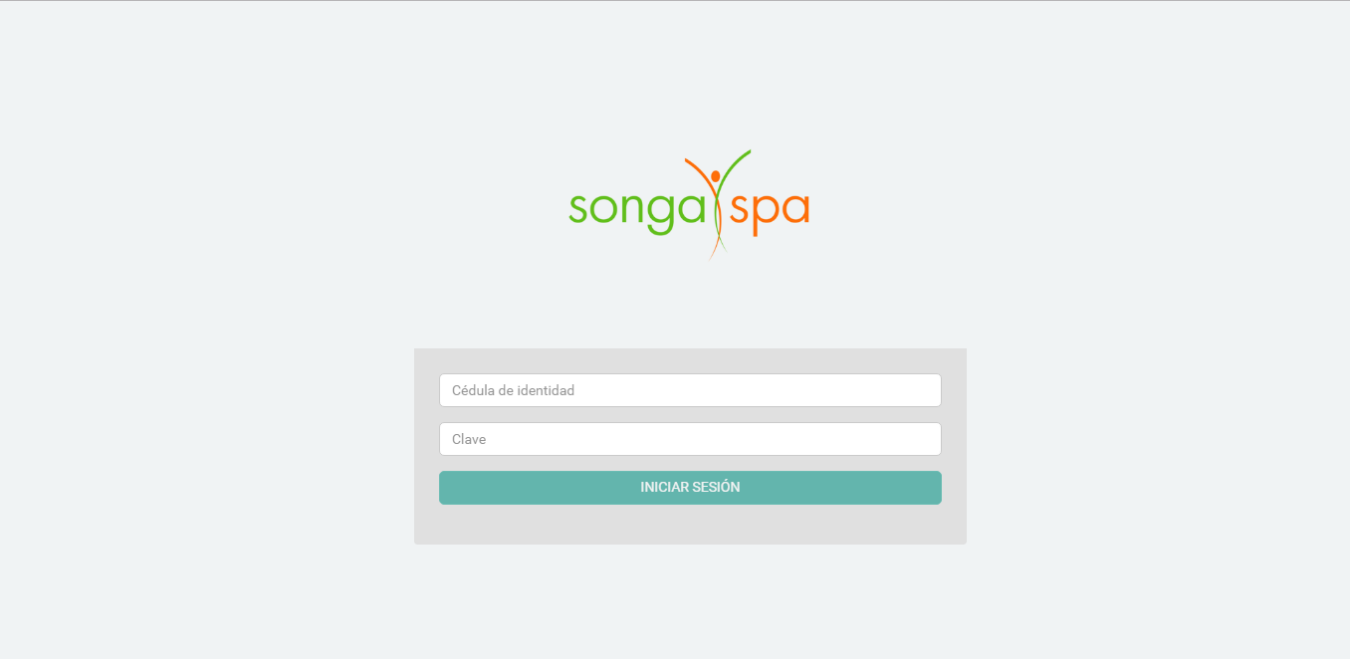 songa spa
Cédula de identidad
Clave
INICIAR SESIÓN